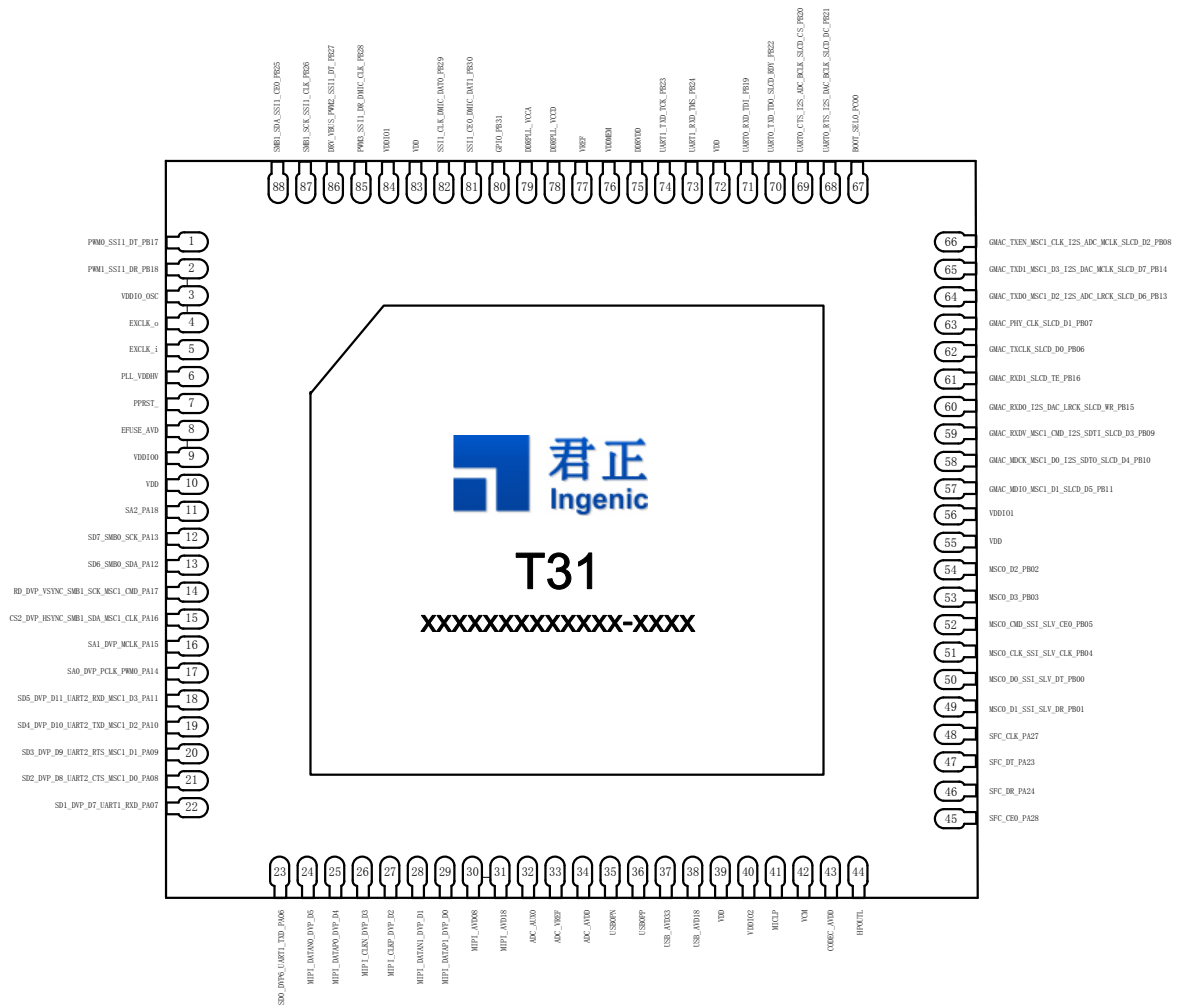 SMB1_SDA_SSI1_CE0_PB25
SMB1_SCK_SSI1_CLK_PB26
DRV_VBUS_PWM2_SSI1_DT_PB27
PWM3_SSI1_DR_DMIC_CLK_PB28
VDDIO1
VDD
SSI1_CLK_DMIC_DAT0_PB29
SSI1_CE0_DMIC_DAT1_PB30
GPIO_PB31
DDRPLL_VCCA
DDRPLL_VCCD
VREF
VDDMEM
DDRVDD
UART1_TXD_TCK_PB23
UART1_RXD_TMS_PB24
VDD
UART0_RXD_TDI_PB19
UART0_TXD_TDO_SLCD_RDY_PB22
UART0_CTS_I2S_ADC_BCLK_SLCD_CS_PB20
UART0_RTS_I2S_DAC_BCLK_SLCD_DC_PB21
BOOT_SEL0_PC00
88 87 86 85 84 83 82 81 80 79 78 77 76 75 74 73 72 71 70 69 68 67
PWM0_SSI1_DT_PB17 1
PWM1_SSI1_DR_PB18 2
VDDIO_OSC 3
EXCLK_o 4
EXCLK_i 5
PLL_VDDHV 6
PPRST_ 7
EFUSE_AVD 8
VDDIO0 9
VDD 10
SA2_PA18 11
SD7_SMB0_SCK_PA13 12
SD6_SMB0_SDA_PA12 13
RD_DVP_VSYNC_SMB1_SCK_MSC1_CMD_PA17 14
CS2_DVP_HSYNC_SMB1_SDA_MSC1_CLK_PA16 15
SA1_DVP_MCLK_PA15 16
SA0_DVP_PCLK_PWM0_PA14 17
SD5_DVP_D11_UART2_RXD_MSC1_D3_PA11 18
SD4_DVP_D10_UART2_TXD_MSC1_D2_PA10 19
SD3_DVP_D9_UART2_RTS_MSC1_D1_PA09 20
SD2_DVP_D8_UART2_CTS_MSC1_D0_PA08 21
SD1_DVP_D7_UART1_RXD_PA07 22
君正
Ingenic
T31
XXXXXXXXXXXXX-XXXX
66 GMAC_TXEN_MSC1_CLK_I2S_ADC_MCLK_SLCD_D2_PB08
65 GMAC_TXD1_MSC1_D3_I2S_DAC_MCLK_SLCD_D7_PB14
64 GMAC_TXD0_MSC1_D2_I2S_ADC_LRCK_SLCD_D6_PB13
63 GMAC_PHY_CLK_SLCD_D1_PB07
62 GMAC_TXCLK_SLCD_D0_PB06
61 GMAC_RXD1_SLCD_TE_PB16
60 GMAC_RXD0_I2S_DAC_LRCK_SLCD_WR_PB15
59 GMAC_RXDV_MSC1_CMD_I2S_SDTI_SLCD_D3_PB09
58 GMAC_MDCK_MSC1_D0_I2S_SDTO_SLCD_D4_PB10
57 GMAC_MDIO_MSC1_D1_SLCD_D5_PB11
56 VDDIO1
55 VDD
54 MSC0_D2_PB02
53 MSC0_D3_PB03
52 MSC0_CMD_SSI_SLV_CE0_PB05
51 MSC0_CLK_SSI_SLV_CLK_PB04
50 MSC0_D0_SSI_SLV_DT_PB00
49 MSC0_D1_SSI_SLV_DR_PB01
48 SFC_CLK_PA27
47 SFC_DT_PA23
46 SFC_DR_PA24
45 SFC_CE0_PA28
23 24 25 26 27 28 29 30 31 32 33 34 35 36 37 38 39 40 41 42 43 44
SD0_DVP6_UART1_TXD_PA06
MIPI_DATAN0_DVP_D5
MIPI_DATAP0_DVP_D4
MIPI_CLKN_DVP_D3
MIPI_CLKP_DVP_D2
MIPI_DATAN1_DVP_D1
MIPI_DATAP1_DVP_D0
MIPI_AVD08
MIPI_AVD18
ADC_AUX0
ADC_VREF
ADC_AVDD
USB0PN
USB0PP
USB_AVD33
USB_AVD18
VDD
VDDIO2
MICLP
VCM
CODEC_AVDD
HPOUTL